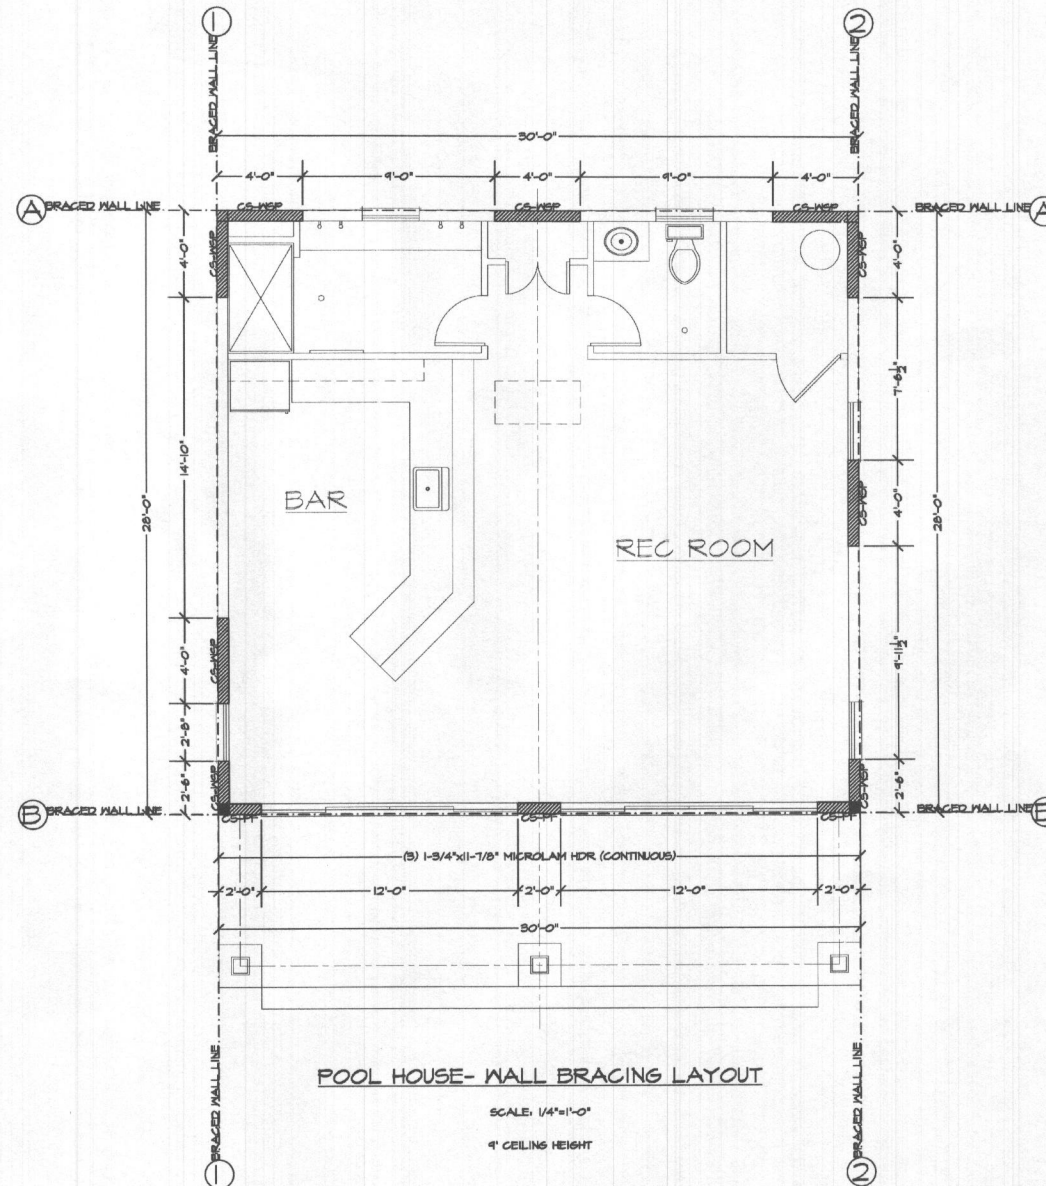 1
2
BRACED WALL LINE
BRACED WALL LINE
30'-0"
4'-0" 9'-0" 4'-0" 9'-0" 4'-0"
A BRACED WALL LINE
CS-WSP CS-WSP CS-WSP
BRACED WALL LINE A
4'-0"
CS-WSP
CS-WSP
4'-0"
7'-6 1/2"
14'-10"
28'-0"
BAR
REC ROOM
CS-WSP
4'-0"
28'-0"
9'-11 1/2"
4'-0"
CS-WSP
2'-8"
2'-6"
CS-WSP
CS-WSP
2'-6"
B BRACED WALL LINE
BRACED WALL LINE B
CS-PF CS-PF CS-PF
(3) 1-3/4"x11-7/8" MICROLAM HDR (CONTINUOUS)
2'-0" 12'-0" 2'-0" 12'-0" 2'-0"
30'-0"
POOL HOUSE- WALL BRACING LAYOUT
SCALE: 1/4"=1'-0"
9' CEILING HEIGHT
BRACED WALL LINE
BRACED WALL LINE
1
2